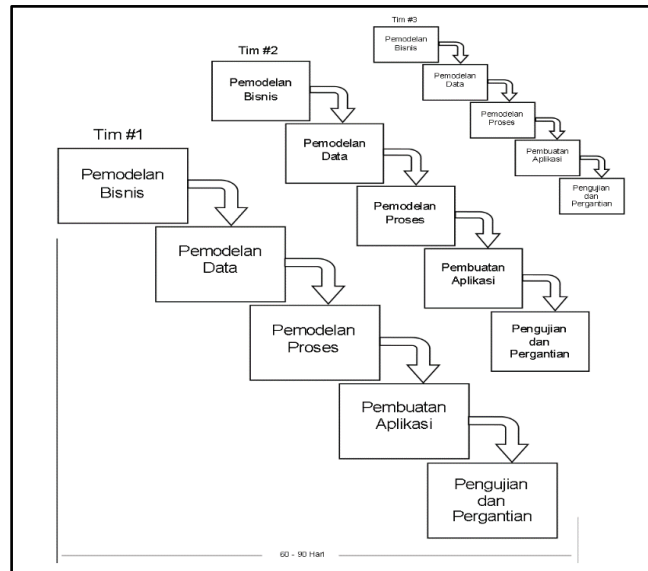 Tim #1
Pemodelan
Bisnis
Pemodelan
Data
Pemodelan
Proses
Pembuatan
Aplikasi
Pengujian
dan
Pergantian
Tim #2
Pemodelan
Bisnis
Pemodelan
Data
Pemodelan
Proses
Pembuatan
Aplikasi
Pengujian
dan
Pergantian
Tim #3
Pemodelan
Bisnis
Pemodelan
Data
Pemodelan
Proses
Pembuatan
Aplikasi
Pengujian
dan
Pergantian
60 - 90 Hari